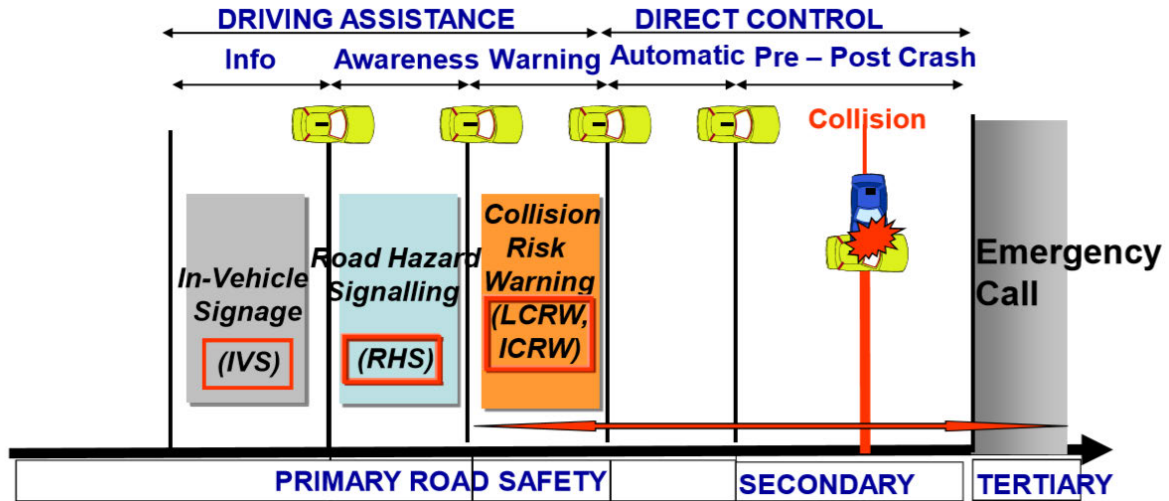 DRIVING ASSISTANCE
DIRECT CONTROL
Info
Awareness
Warning
Automatic
Pre – Post Crash
Collision
In-Vehicle
Signage
(IVS)
Road Hazard
Signalling
(RHS)
Collision
Risk
Warning
(LCRW,
ICRW)
Emergency
Call
PRIMARY ROAD SAFETY
SECONDARY
TERTIARY